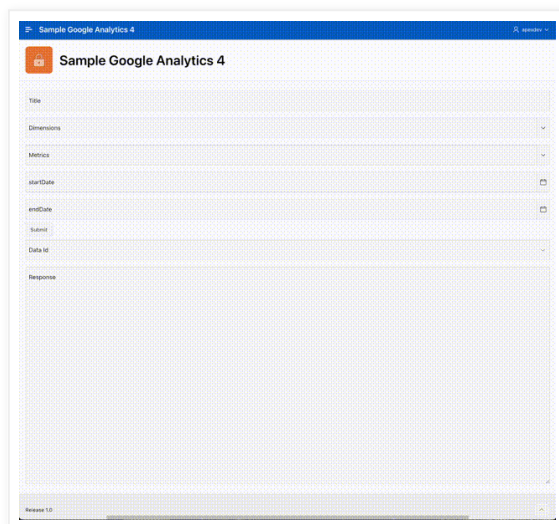 Sample Google Analytics 4
apexdev
Sample Google Analytics 4
Title
Dimensions
Metrics
startDate
endDate
Submit
Data Id
Response
Release 1.0